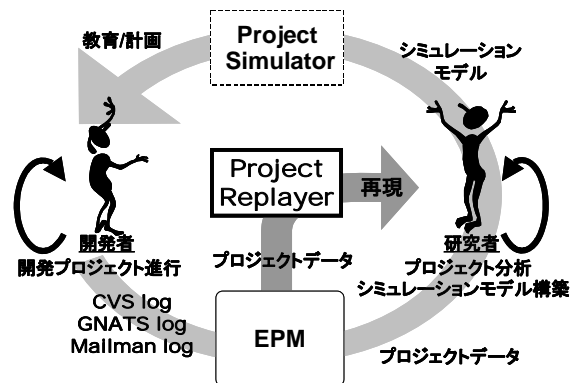 教育/計画
Project
Simulator
シミュレーション
モデル
Project
Replayer
再現
開発者
開発プロジェクト進行
プロジェクトデータ
研究者
プロジェクト分析
シミュレーションモデル構築
CVS log
GNATS log
Mailman log
EPM
プロジェクトデータ